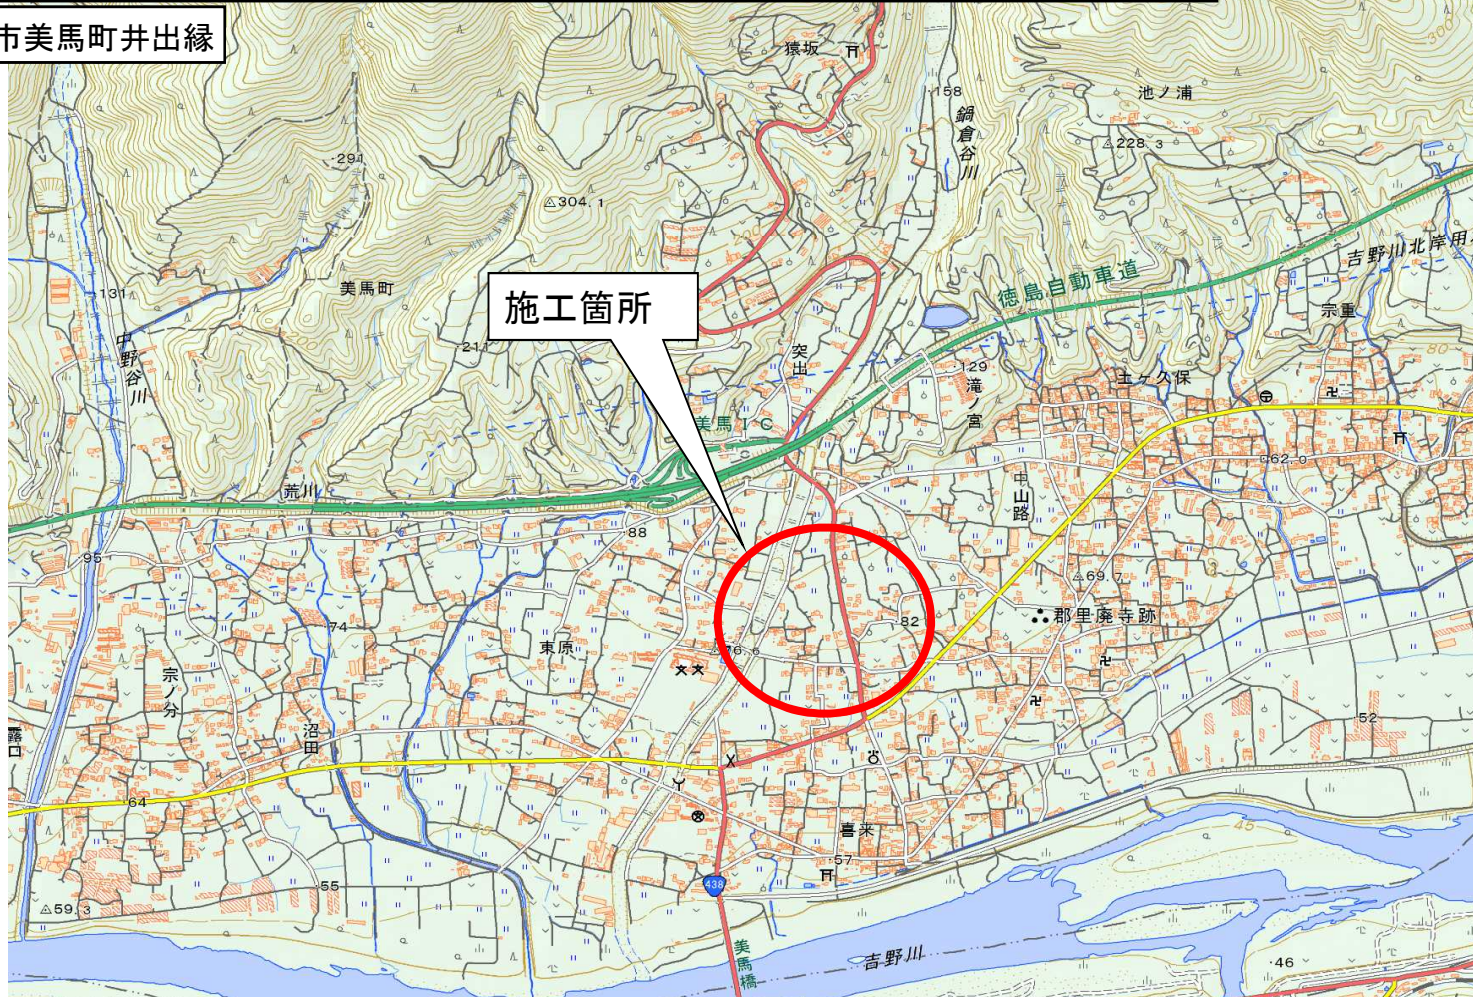 市美馬町井出縁
猿坂
158
池ノ浦
鍋倉谷川
228.3
291
304.1
吉野川北岸用
美馬町
徳島自動車道
131
施工箇所
宗重
中野谷川
211
突出
80
129
滝ノ宮
土ヶ久保
美馬IC
62.0
荒川
中山路
88
95
69.7
74
82
郡里廃寺跡
東原
76.6
宗ノ分
沼田
52
64
喜来
45
57
55
438
59.3
美馬橋
吉野川
46